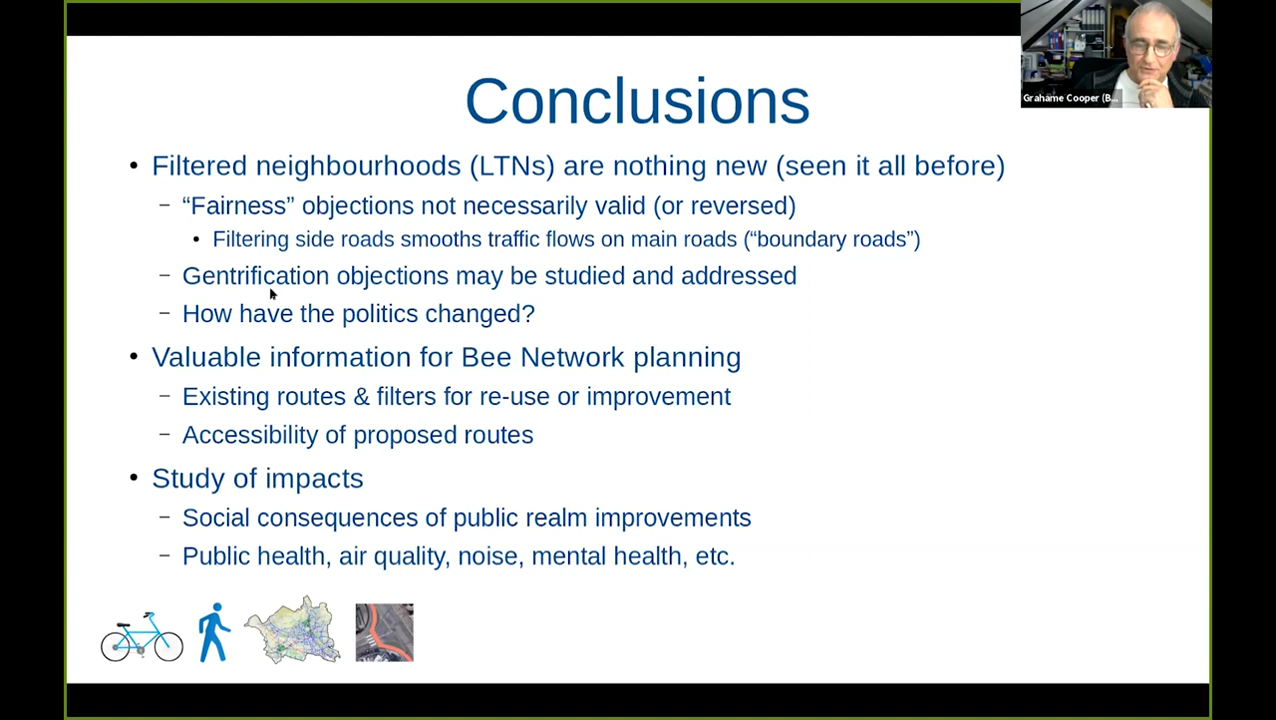 Conclusions
Grahame Cooper (B...
• Filtered neighbourhoods (LTNs) are nothing new (seen it all before)
– “Fairness” objections not necessarily valid (or reversed)
• Filtering side roads smooths traffic flows on main roads (“boundary roads”)
– Gentrification objections may be studied and addressed
– How have the politics changed?
• Valuable information for Bee Network planning
– Existing routes & filters for re-use or improvement
– Accessibility of proposed routes
• Study of impacts
– Social consequences of public realm improvements
– Public health, air quality, noise, mental health, etc.